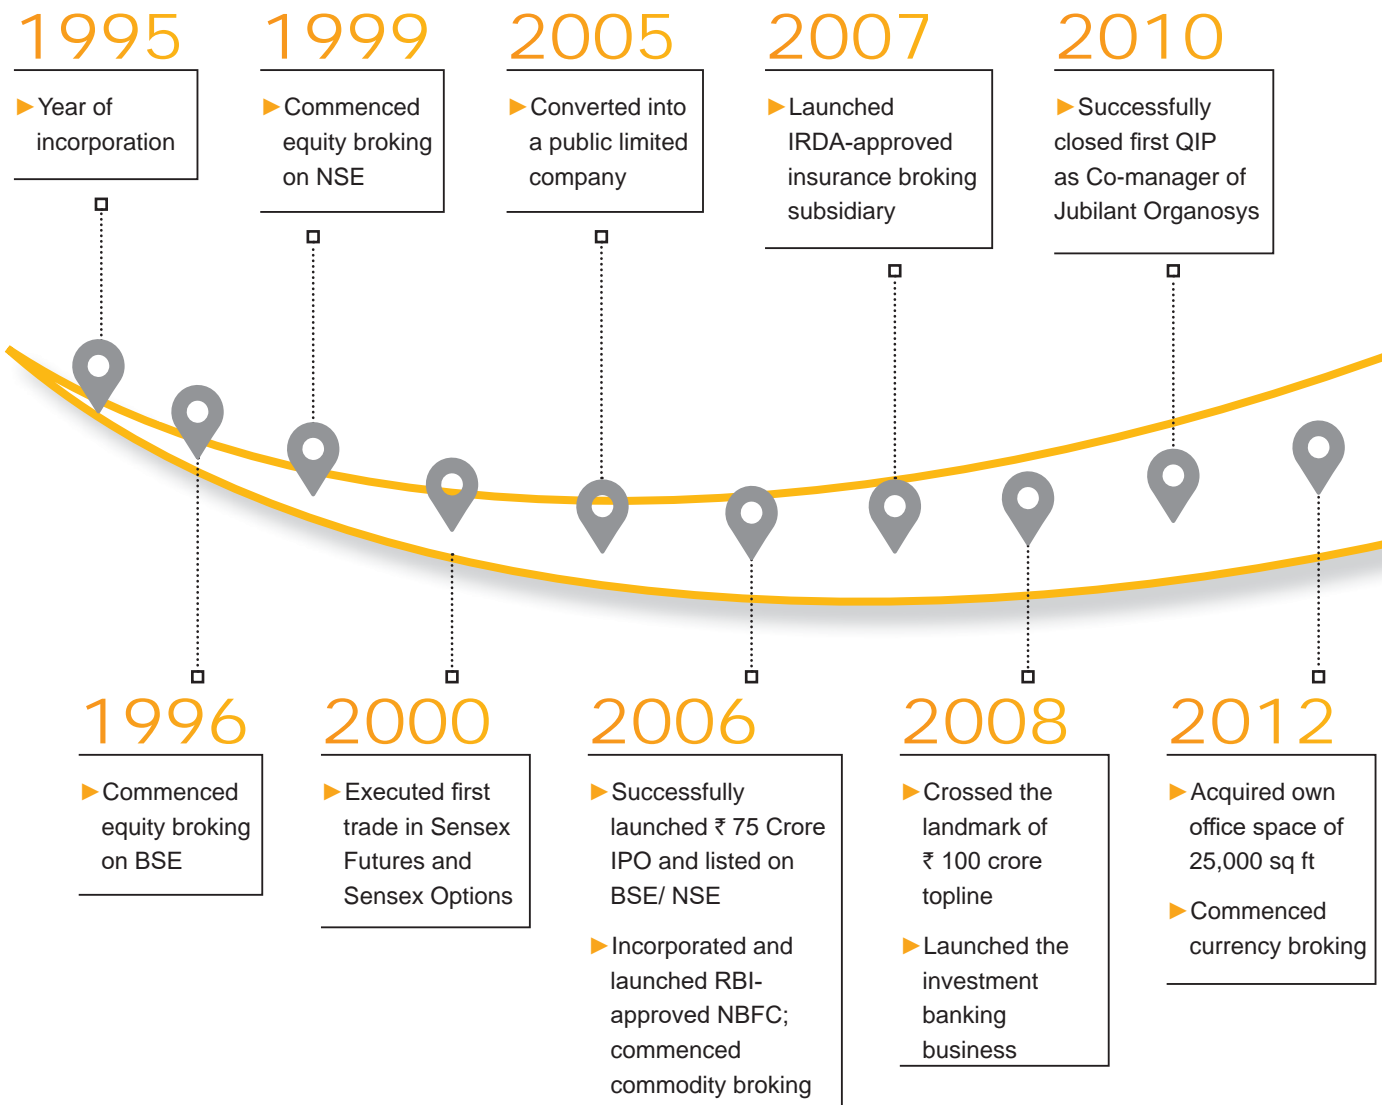 1995
► Year of
incorporation
1999
► Commenced
equity broking
on NSE
2005
► Converted into
a public limited
company
2007
► Launched
IRDA-approved
insurance broking
subsidiary
2010
► Successfully
closed first QIP
as Co-manager of
Jubilant Organosys
1996
► Commenced
equity broking
on BSE
2000
► Executed first
trade in Sensex
Futures and
Sensex Options
2006
► Successfully
launched ₹ 75 Crore
IPO and listed on
BSE/ NSE
► Incorporated and
launched RBI-
approved NBFC;
commenced
commodity broking
2008
► Crossed the
landmark of
₹ 100 crore
topline
► Launched the
investment
banking
business
2012
► Acquired own
office space of
25,000 sq ft
► Commenced
currency broking